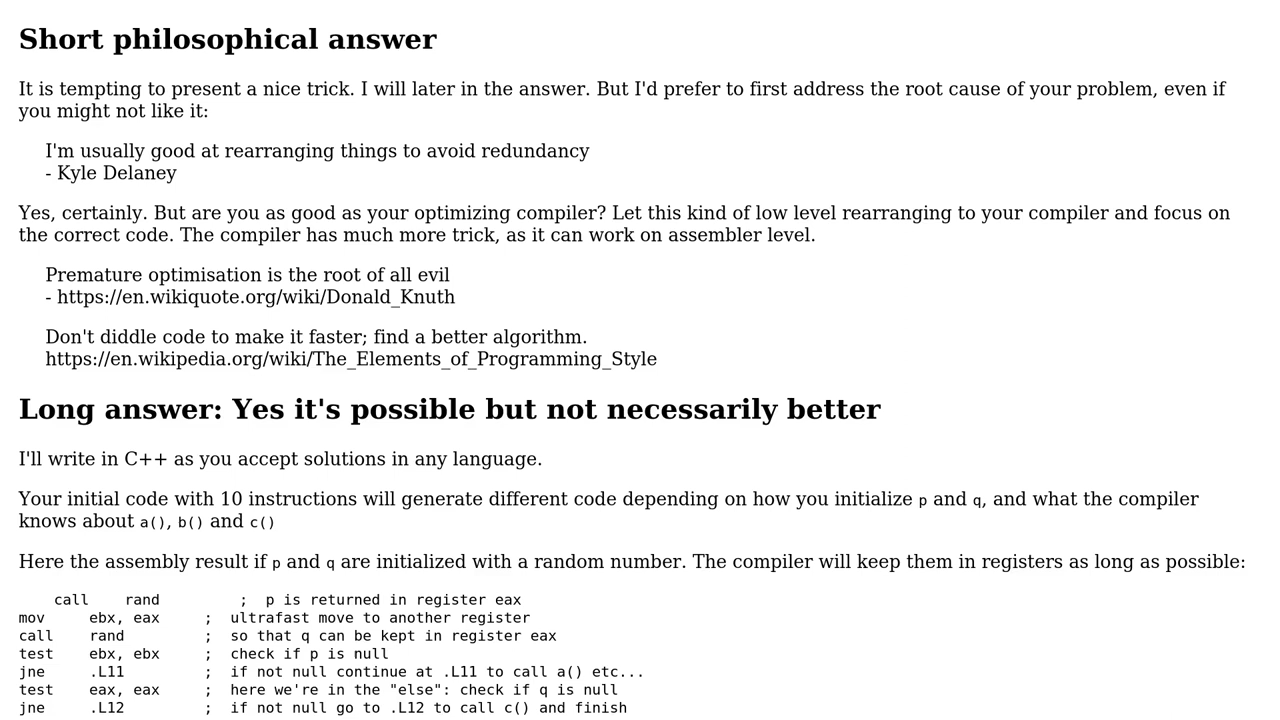 Short philosophical answer
It is tempting to present a nice trick. I will later in the answer. But I'd prefer to first address the root cause of your problem, even if
you might not like it:
I'm usually good at rearranging things to avoid redundancy
- Kyle Delaney
Yes, certainly. But are you as good as your optimizing compiler? Let this kind of low level rearranging to your compiler and focus on
the correct code. The compiler has much more trick, as it can work on assembler level.
Premature optimisation is the root of all evil
- https://en.wikiquote.org/wiki/Donald_Knuth
Don't diddle code to make it faster; find a better algorithm.
https://en.wikipedia.org/wiki/The_Elements_of_Programming_Style
Long answer: Yes it's possible but not necessarily better
I'll write in C++ as you accept solutions in any language.
Your initial code with 10 instructions will generate different code depending on how you initialize p and q, and what the compiler
knows about a(), b() and c()
Here the assembly result if p and q are initialized with a random number. The compiler will keep them in registers as long as possible:
    call    rand         ;  p is returned in register eax
mov     ebx, eax     ;  ultrafast move to another register
call    rand         ;  so that q can be kept in register eax
test    ebx, ebx     ;  check if p is null
jne     .L11         ;  if not null continue at .L11 to call a() etc...
test    eax, eax     ;  here we're in the "else": check if q is null
jne     .L12         ;  if not null go to .L12 to call c() and finish